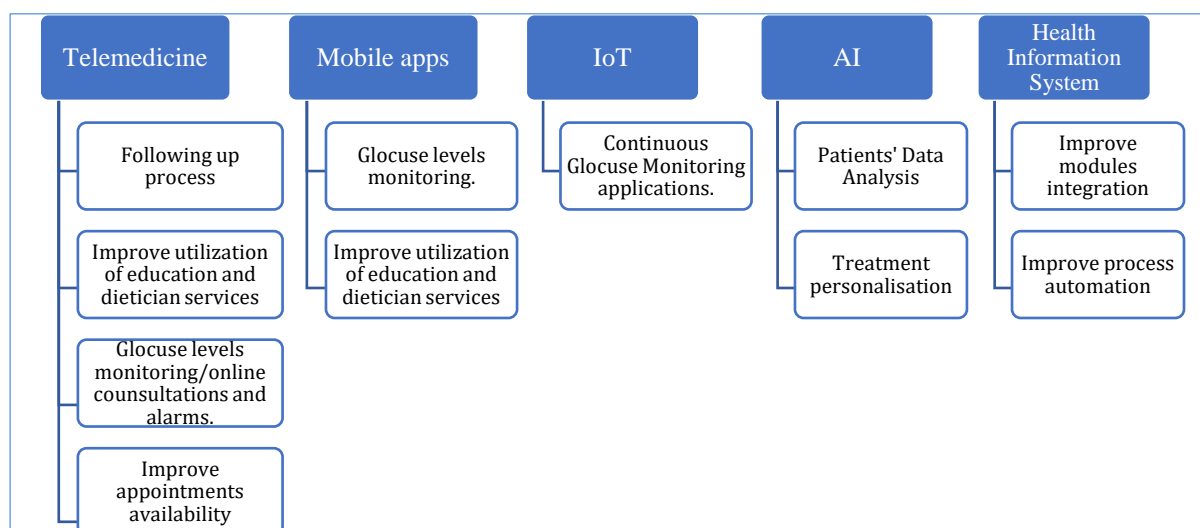 Telemedicine
Following up
process
Improve utilization
of education and
dietician services
Glocuse levels
monitoring/online
counsultations and
alarms.
Improve
appointments
availability
Mobile apps
Glocuse levels
monitoring.
Improve utilization
of education and
dietician services
IoT
Continuous
Glocuse Monitoring
applications.
AI
Patients' Data
Analysis
Treatment
personalisation
Health
Information
System
Improve
modules
integration
Improve process
automation